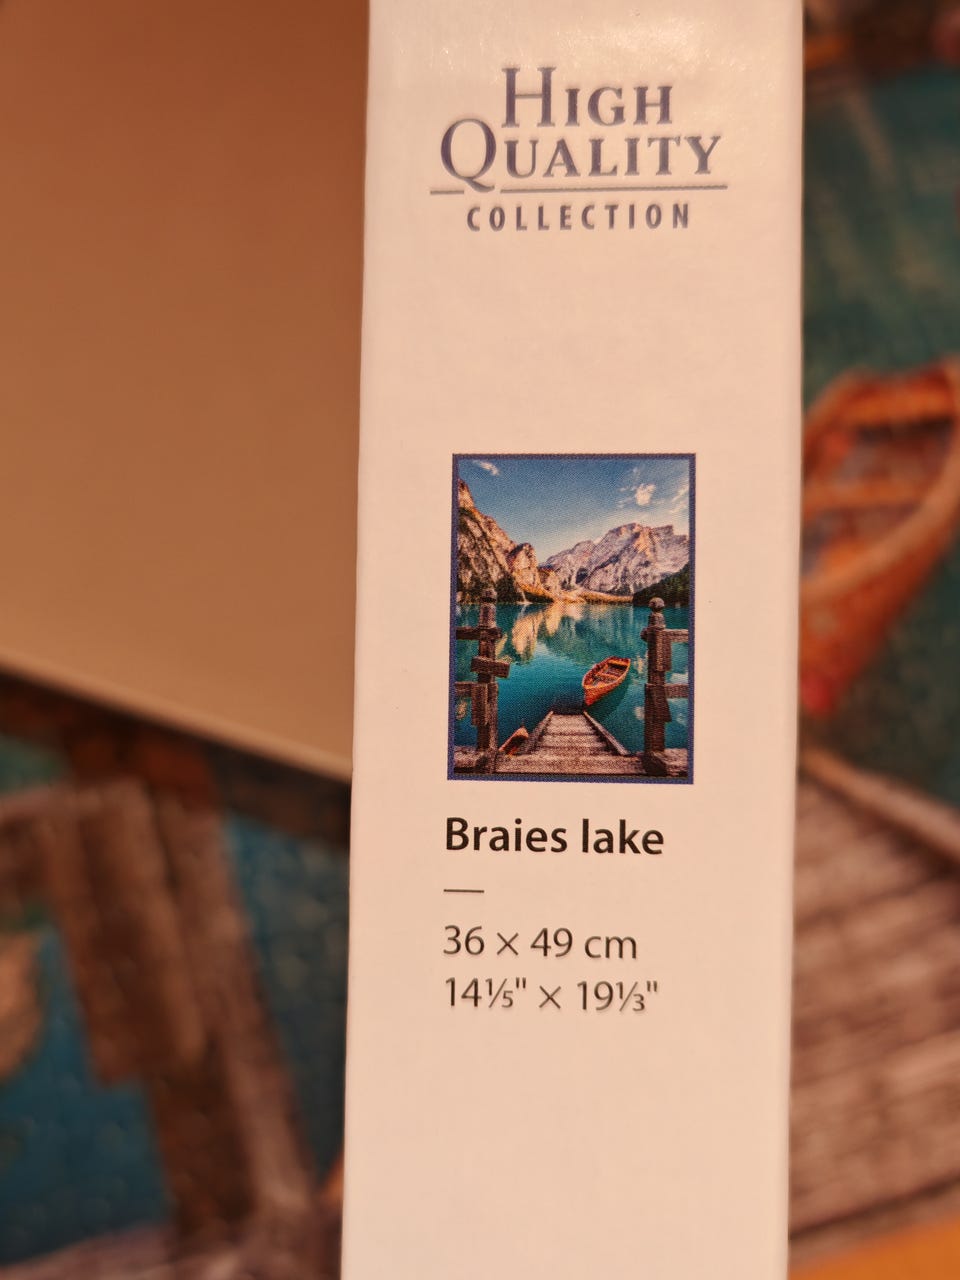 HIGH
QUALITY
COLLECTION
Braies lake
36 × 49 cm
14⅕" × 19⅓"